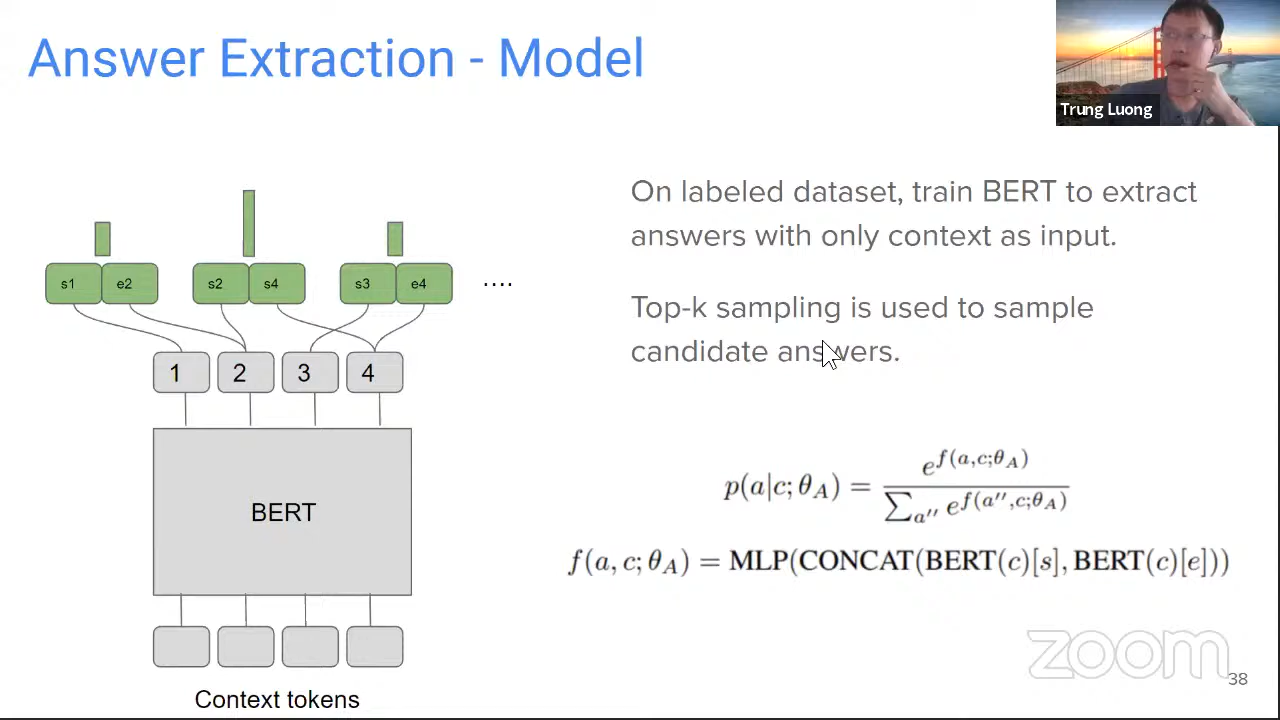 Answer Extraction - Model
Trung Luong
On labeled dataset, train BERT to extract
answers with only context as input.
Top-k sampling is used to sample
candidate answers.
s1 e2 s2 s4 s3 e4 ....
1 2 3 4
BERT
Context tokens
p(a|c; θ_A) = e^{f(a,c;θ_A)} / ∑_{a''} e^{f(a'',c;θ_A)}
f(a, c; θ_A) = MLP(CONCAT(BERT(c)[s], BERT(c)[e]))
zoom
38